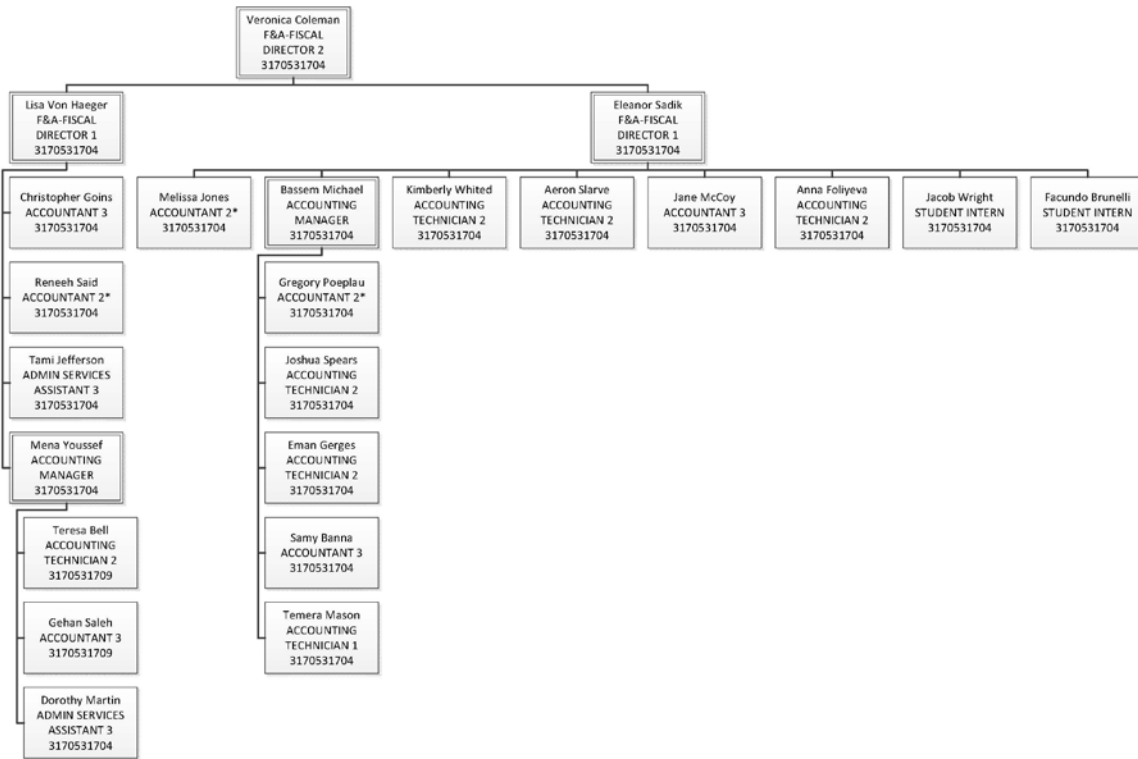 Veronica Coleman
F&A-FISCAL
DIRECTOR 2
3170531704
Lisa Von Haeger
F&A-FISCAL
DIRECTOR 1
3170531704
Eleanor Sadik
F&A-FISCAL
DIRECTOR 1
3170531704
Christopher Goins
ACCOUNTANT 3
3170531704
Melissa Jones
ACCOUNTANT 2*
3170531704
Bassem Michael
ACCOUNTING
MANAGER
3170531704
Kimberly Whited
ACCOUNTING
TECHNICIAN 2
3170531704
Aeron Slarve
ACCOUNTING
TECHNICIAN 2
3170531704
Jane McCoy
ACCOUNTANT 3
3170531704
Anna Foliyeva
ACCOUNTING
TECHNICIAN 2
3170531704
Jacob Wright
STUDENT INTERN
3170531704
Facundo Brunelli
STUDENT INTERN
3170531704
Reneeh Said
ACCOUNTANT 2*
3170531704
Gregory Poeplau
ACCOUNTANT 2*
3170531704
Tami Jefferson
ADMIN SERVICES
ASSISTANT 3
3170531704
Joshua Spears
ACCOUNTING
TECHNICIAN 2
3170531704
Mena Youssef
ACCOUNTING
MANAGER
3170531704
Eman Gerges
ACCOUNTING
TECHNICIAN 2
3170531704
Teresa Bell
ACCOUNTING
TECHNICIAN 2
3170531709
Samy Banna
ACCOUNTANT 3
3170531704
Gehan Saleh
ACCOUNTANT 3
3170531709
Temera Mason
ACCOUNTING
TECHNICIAN 1
3170531704
Dorothy Martin
ADMIN SERVICES
ASSISTANT 3
3170531704